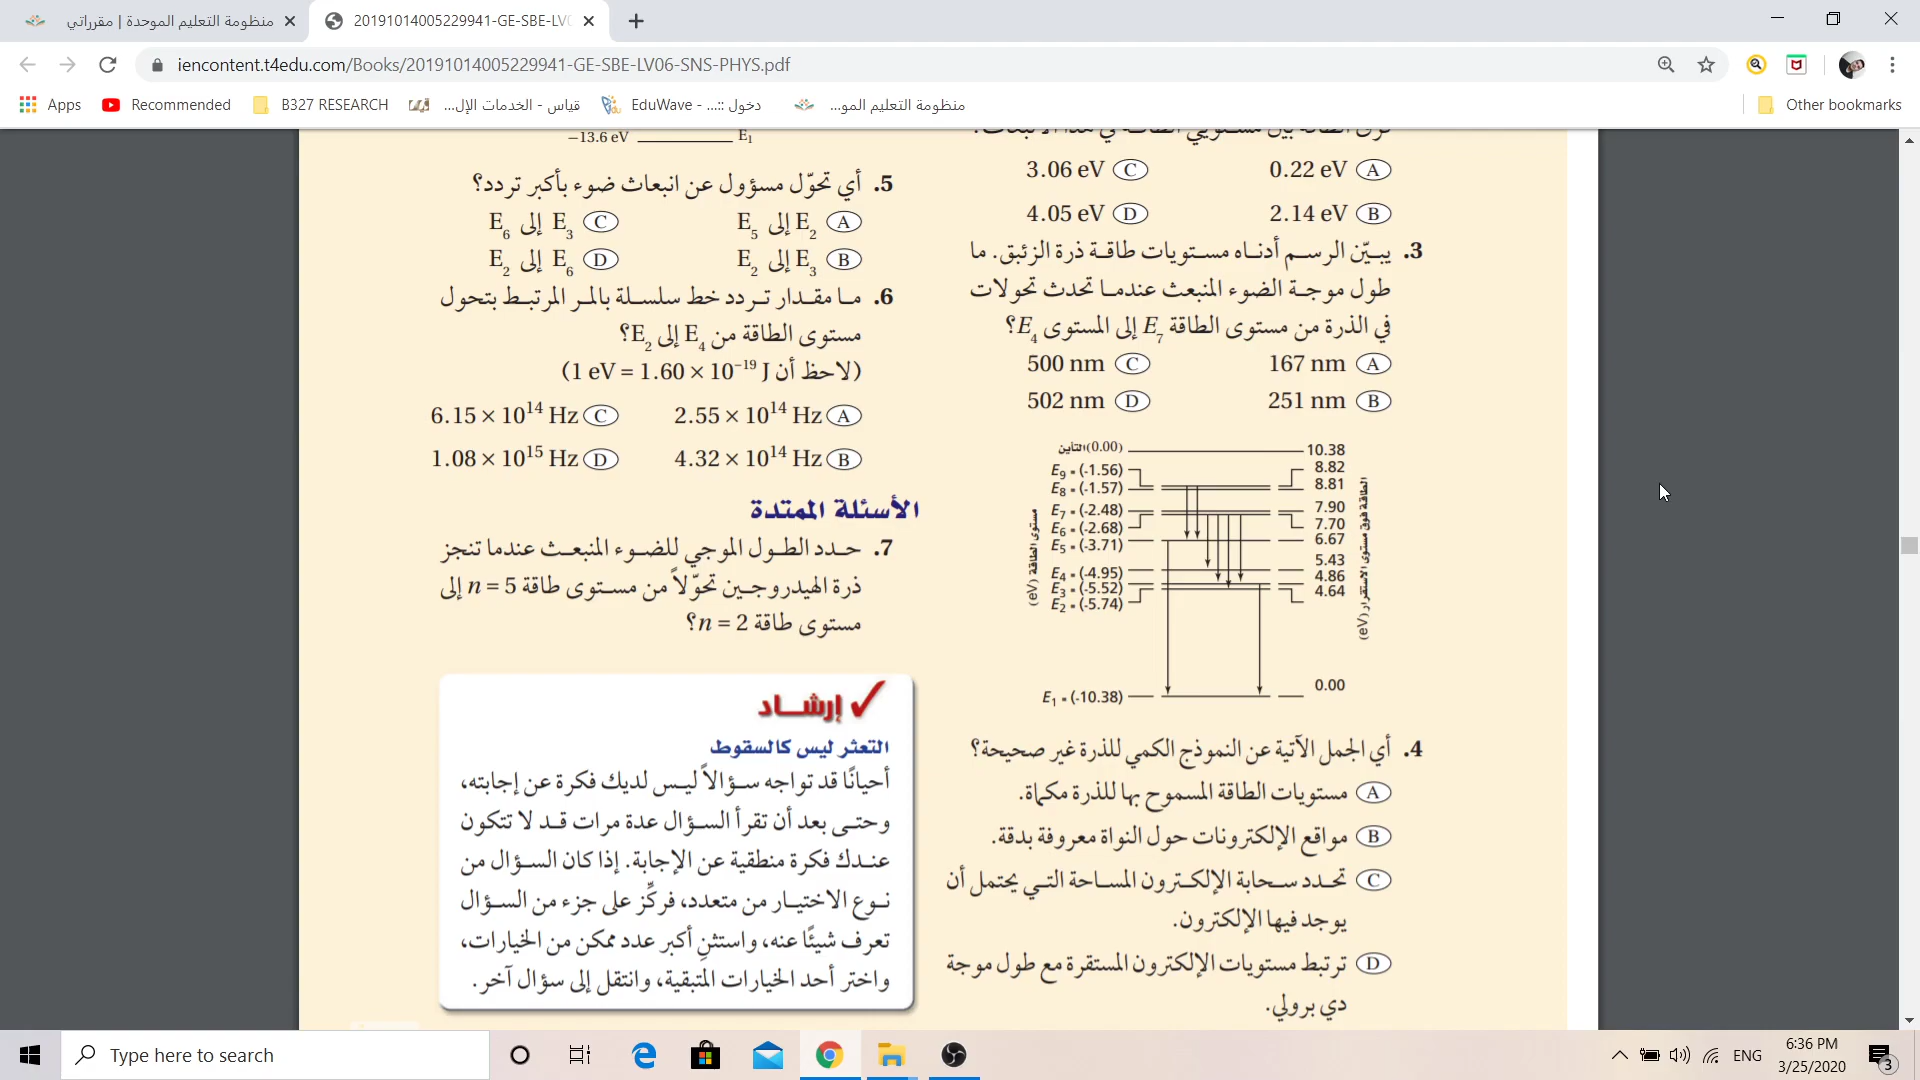 منظومة التعليم الموحدة | مقرراتي
20191014005229941-GE-SBE-LV0
iencontent.t4edu.com/Books/20191014005229941-GE-SBE-LV06-SNS-PHYS.pdf
Apps
Recommended
B327 RESEARCH
قياس - الخدمات الإل...
EduWave - ...:: دخول
منظومة التعليم المو...
Other bookmarks
A 0.22 eV C 3.06 eV
B 2.14 eV D 4.05 eV
3. يبيّن الرسم أدناه مستويات طاقة ذرة الزئبق. ما
طول موجة الضوء المنبعث عندما تحدث تحولات
في الذرة من مستوى الطاقة E7 إلى المستوى E4؟
A 167 nm C 500 nm
B 251 nm D 502 nm
التأين(0.00) 10.38
E9 = (-1.56) 8.82
E8 = (-1.57) 8.81
E7 = (-2.48) 7.90
E6 = (-2.68) 7.70
E5 = (-3.71) 6.67
E4 = (-4.95) 5.43
E3 = (-5.52) 4.86
E2 = (-5.74) 4.64
E1 = (-10.38) 0.00
مستوى الطاقة (eV)
الطاقة فوق مستوى الاستقرار (eV)
4. أي الجمل الآتية عن النموذج الكمي للذرة غير صحيحة؟
A مستويات الطاقة المسموح بها للذرة مكماة.
B مواقع الإلكترونات حول النواة معروفة بدقة.
C تحدد سحابة الإلكترون المساحة التي يحتمل أن
يوجد فيها الإلكترون.
D ترتبط مستويات الإلكترون المستقرة مع طول موجة
دي برولي.
−13.6 eV E1
5. أي تحوّل مسؤول عن انبعاث ضوء بأكبر تردد؟
A E2 إلى E5 C E3 إلى E6
B E3 إلى E2 D E6 إلى E2
6. ما مقدار تردد خط سلسلة بالمر المرتبط بتحول
مستوى الطاقة من E4 إلى E2؟
(لاحظ أن 1 eV = 1.60 × 10⁻¹⁹ J)
A 2.55 × 10¹⁴ Hz C 6.15 × 10¹⁴ Hz
B 4.32 × 10¹⁴ Hz D 1.08 × 10¹⁵ Hz
الأسئلة الممتدة
7. حدد الطول الموجي للضوء المنبعث عندما تنجز
ذرة الهيدروجين تحوّلاً من مستوى طاقة n = 5 إلى
مستوى طاقة n = 2؟
إرشاد
التعثر ليس كالسقوط
أحيانًا قد تواجه سؤالاً ليس لديك فكرة عن إجابته،
وحتى بعد أن تقرأ السؤال عدة مرات قد لا تتكون
عندك فكرة منطقية عن الإجابة. إذا كان السؤال من
نوع الاختيار من متعدد، فركِّز على جزء من السؤال
تعرف شيئًا عنه، واستثنِ أكبر عدد ممكن من الخيارات،
واختر أحد الخيارات المتبقية، وانتقل إلى سؤال آخر.
Type here to search
ENG
6:36 PM
3/25/2020
3